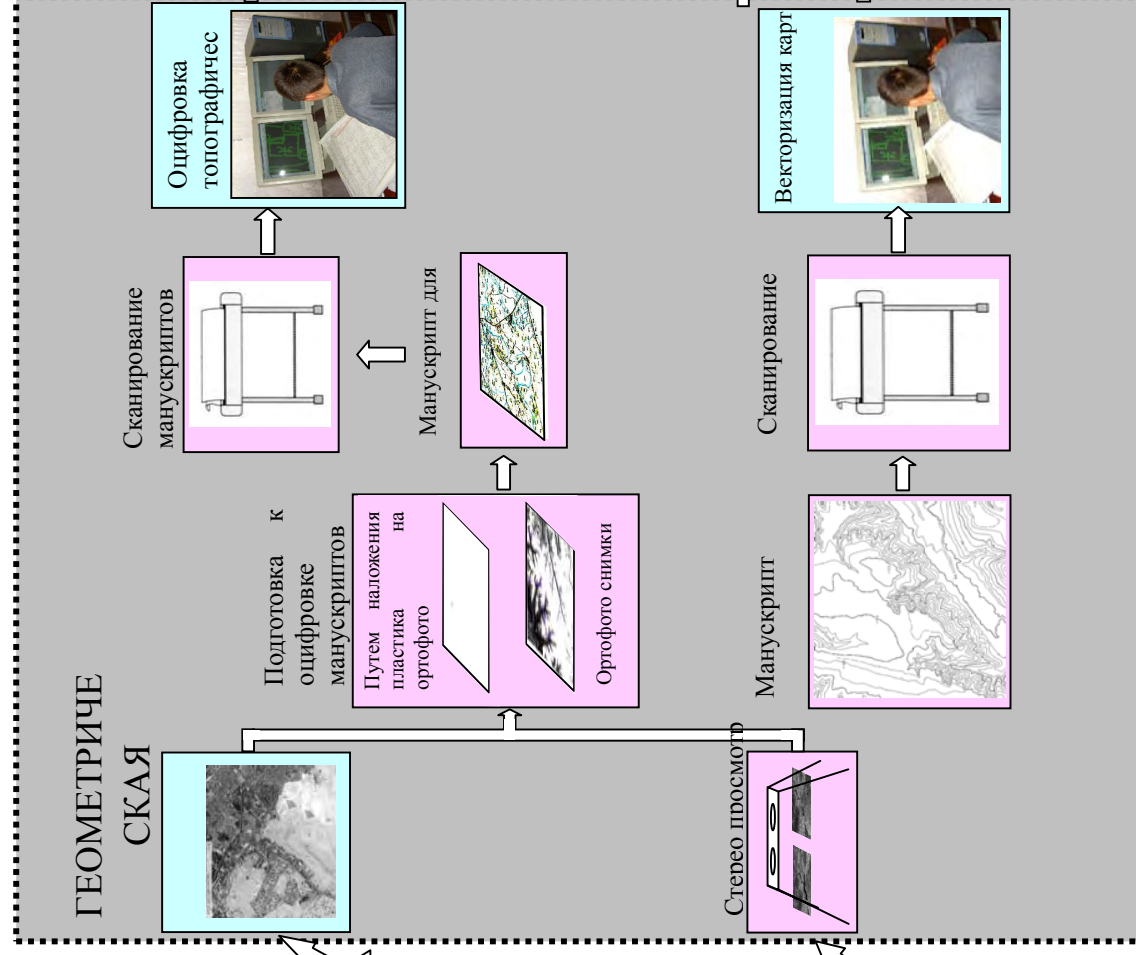 ГЕОМЕТРИЧЕ
СКАЯ
Стерео просмотр
Подготовка к
оцифровке
манускриптов
Путем наложения
пластика на
ортофото
Ортофото снимки
Манускрипт для
Сканирование
манускриптов
Оцифровка
топографичес
Манускрипт
Сканирование
Векторизация карт